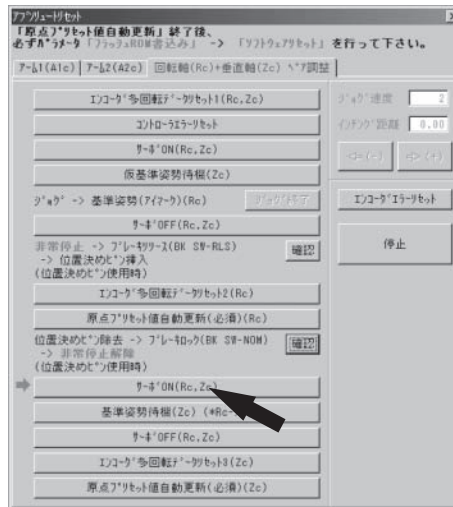 アブソリュートリセット
「原点プリセット値自動更新」終了後、
必ずパラメータ「フラッシュROM書込み」 -> 「ソフトウェアリセット」 を行って下さい。
アーム1(A1c) アーム2(A2c) 回転軸(Rc)+垂直軸(Zc) ペア調整
エンコーダ多回転データリセット1(Rc,Zc)
コントローラエラーリセット
サーボON(Rc,Zc)
仮基準姿勢待機(Zc)
ジョグ -> 基準姿勢(アイマーク)(Rc) ジョグ終了
サーボOFF(Rc,Zc)
非常停止 -> ブレーキリリース(BK SW-RLS)
-> 位置決めピン挿入
(位置決めピン使用時)
確認
エンコーダ多回転データリセット2(Rc)
原点プリセット値自動更新(必須)(Rc)
位置決めピン除去 -> ブレーキロック(BK SW-NOM)
-> 非常停止解除
(位置決めピン使用時)
確認
サーボON(Rc,Zc)
基準姿勢待機(Zc) (*Rc-
サーボOFF(Rc,Zc)
エンコーダ多回転データリセット3(Zc)
原点プリセット値自動更新(必須)(Zc)
ジョグ速度 2
インチング距離 0.00
<=(-) =>(+)
エンコーダエラーリセット
停止